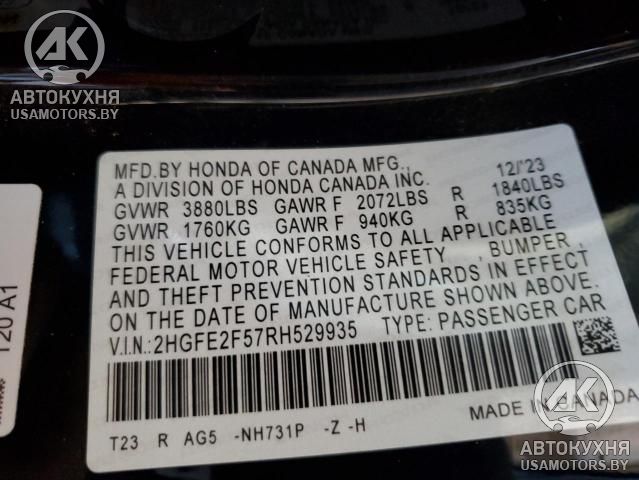 АК
АВТОКУХНЯ
USAMOTORS.BY
MFD.BY HONDA OF CANADA MFG., 12/'23
A DIVISION OF HONDA CANADA INC.
GVWR 3880LBS GAWR F 2072LBS R 1840LBS
GVWR 1760KG GAWR F 940KG R 835KG
THIS VEHICLE CONFORMS TO ALL APPLICABLE
FEDERAL MOTOR VEHICLE SAFETY , BUMPER ,
AND THEFT PREVENTION STANDARDS IN EFFECT
ON THE DATE OF MANUFACTURE SHOWN ABOVE.
V.I.N.:2HGFE2F57RH529935 TYPE: PASSENGER CAR
T23 R AG5 -NH731P -Z -H MADE IN CANADA
T20 A1
АК
АВТОКУХНЯ
USAMOTORS.BY